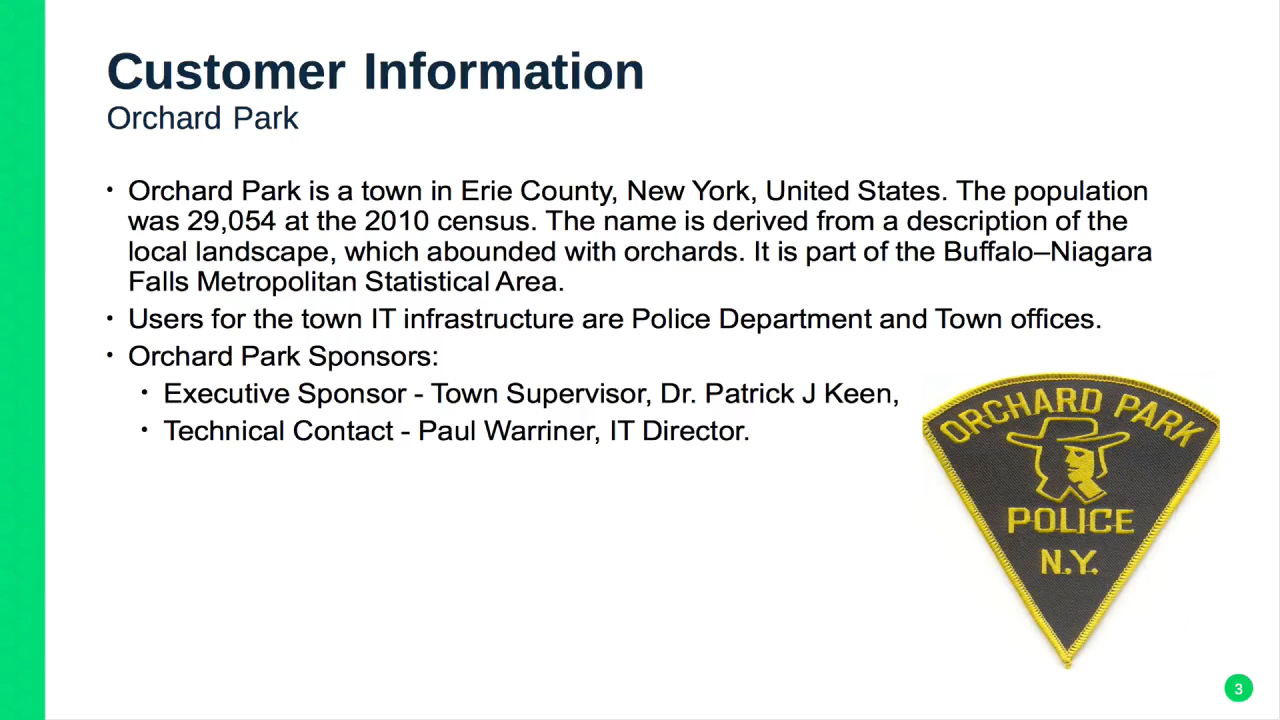 Customer Information
Orchard Park
• Orchard Park is a town in Erie County, New York, United States. The population
was 29,054 at the 2010 census. The name is derived from a description of the
local landscape, which abounded with orchards. It is part of the Buffalo–Niagara
Falls Metropolitan Statistical Area.
• Users for the town IT infrastructure are Police Department and Town offices.
• Orchard Park Sponsors:
• Executive Sponsor - Town Supervisor, Dr. Patrick J Keen,
• Technical Contact - Paul Warriner, IT Director.
ORCHARD PARK
POLICE
N.Y.
3